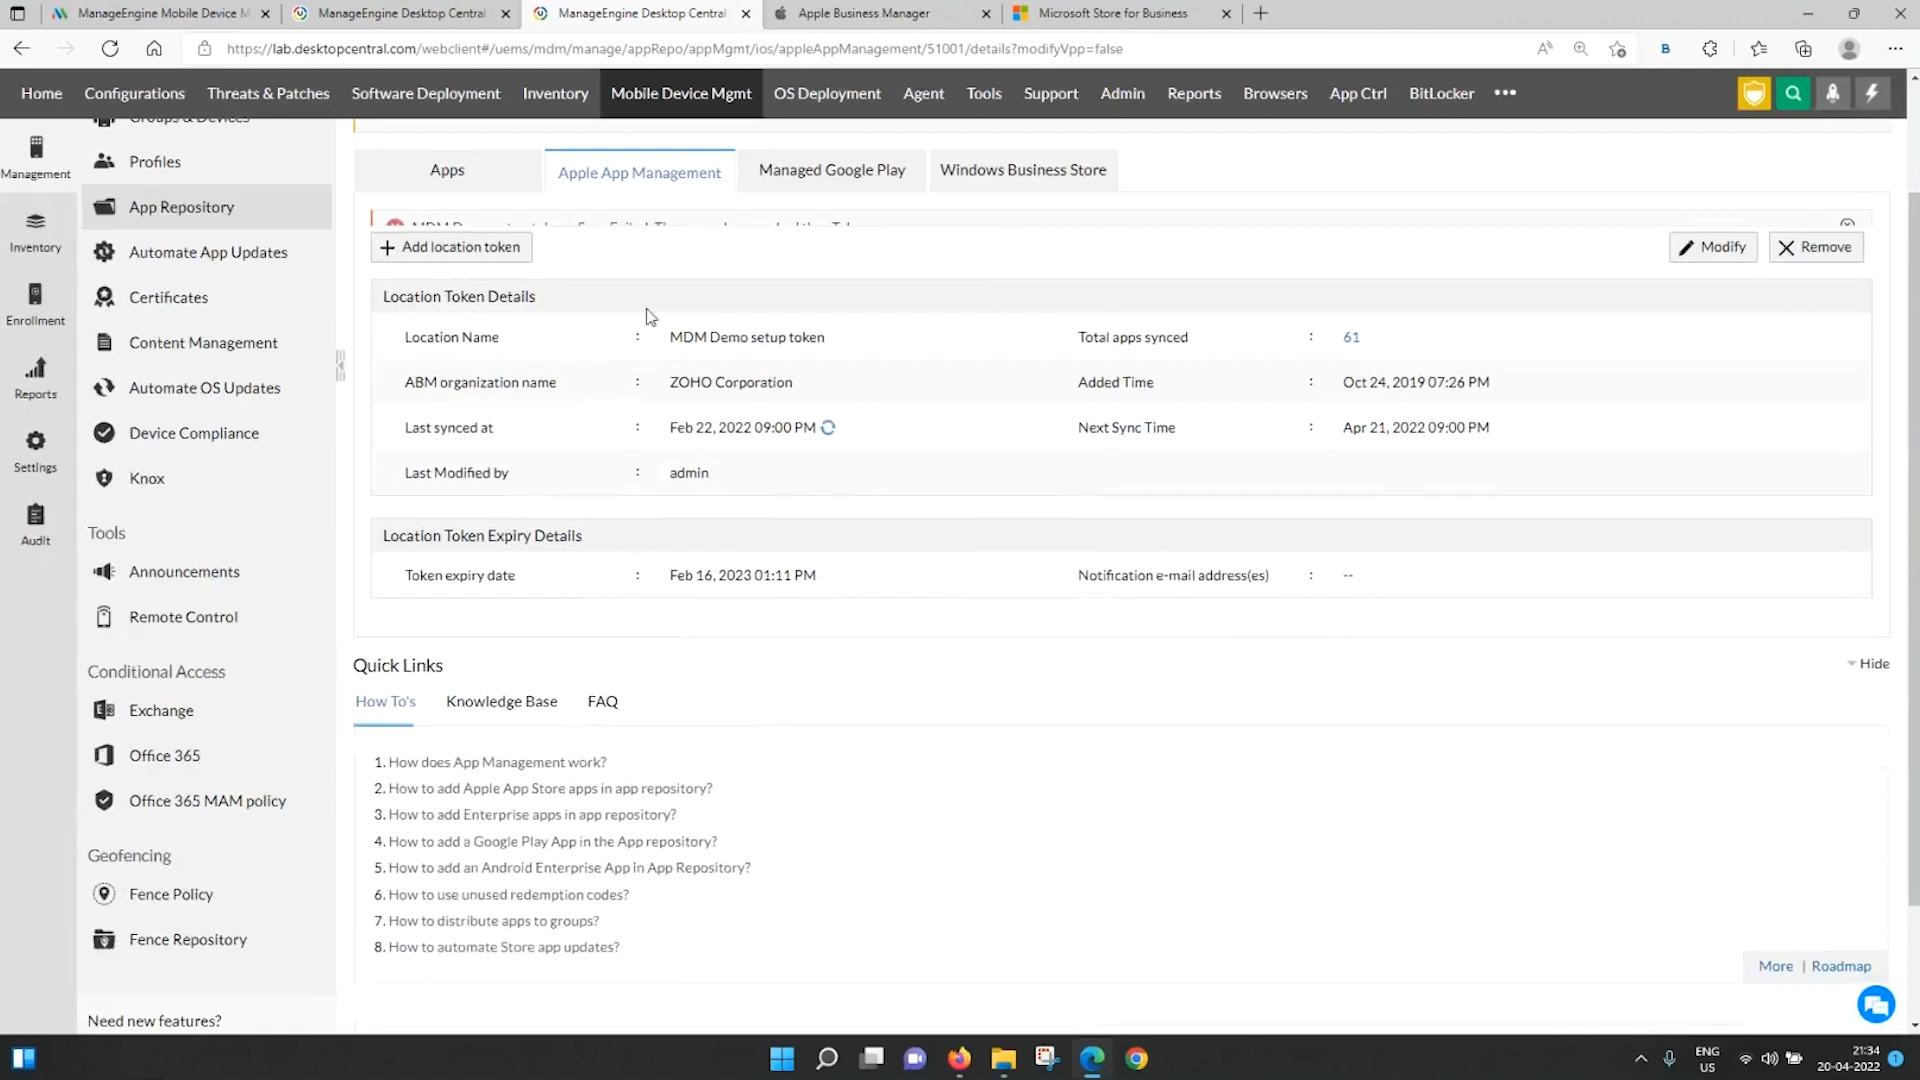 ManageEngine Mobile Device M
ManageEngine Desktop Central
ManageEngine Desktop Central
Apple Business Manager
Microsoft Store for Business
https://lab.desktopcentral.com/webclient#/uems/mdm/manage/appRepo/appMgmt/ios/appleAppManagement/51001/details?modifyVpp=false
Home
Configurations
Threats & Patches
Software Deployment
Inventory
Mobile Device Mgmt
OS Deployment
Agent
Tools
Support
Admin
Reports
Browsers
App Ctrl
BitLocker
Management
Inventory
Enrollment
Reports
Settings
Audit
Groups & Devices
Profiles
App Repository
Automate App Updates
Certificates
Content Management
Automate OS Updates
Device Compliance
Knox
Tools
Announcements
Remote Control
Conditional Access
Exchange
Office 365
Office 365 MAM policy
Geofencing
Fence Policy
Fence Repository
Need new features?
Apps
Apple App Management
Managed Google Play
Windows Business Store
Add location token
Modify
Remove
Location Token Details
Location Name : MDM Demo setup token
Total apps synced : 61
ABM organization name : ZOHO Corporation
Added Time : Oct 24, 2019 07:26 PM
Last synced at : Feb 22, 2022 09:00 PM
Next Sync Time : Apr 21, 2022 09:00 PM
Last Modified by : admin
Location Token Expiry Details
Token expiry date : Feb 16, 2023 01:11 PM
Notification e-mail address(es) : --
Quick Links
Hide
How To's
Knowledge Base
FAQ
1. How does App Management work?
2. How to add Apple App Store apps in app repository?
3. How to add Enterprise apps in app repository?
4. How to add a Google Play App in the App repository?
5. How to add an Android Enterprise App in App Repository?
6. How to use unused redemption codes?
7. How to distribute apps to groups?
8. How to automate Store app updates?
More | Roadmap
ENG
US
21:34
20-04-2022
1